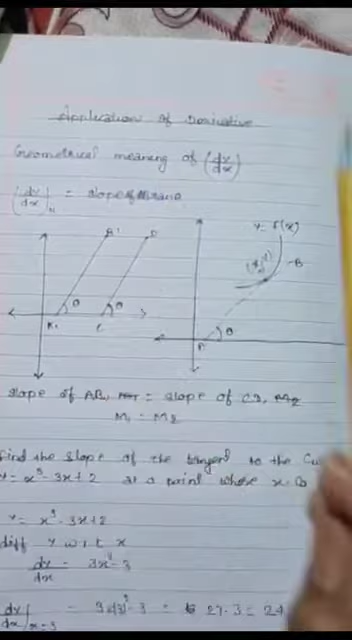 Application of Derivative
Geometrical meaning of (dy/dx)
(dy/dx) = slope of
y = f(x)
B
θ
θ
θ
A
slope of AB, = slope of CD, M2
M1 = M2
Find the slope of the tangent to the
y = x³ - 3x + 2 at a point whose x
y = x³ - 3x + 2
diff y w.r.t x
dy/dx = 3x² - 3
dy/dx]x=3 = 3(3)² - 3 = 27 - 3 = 24